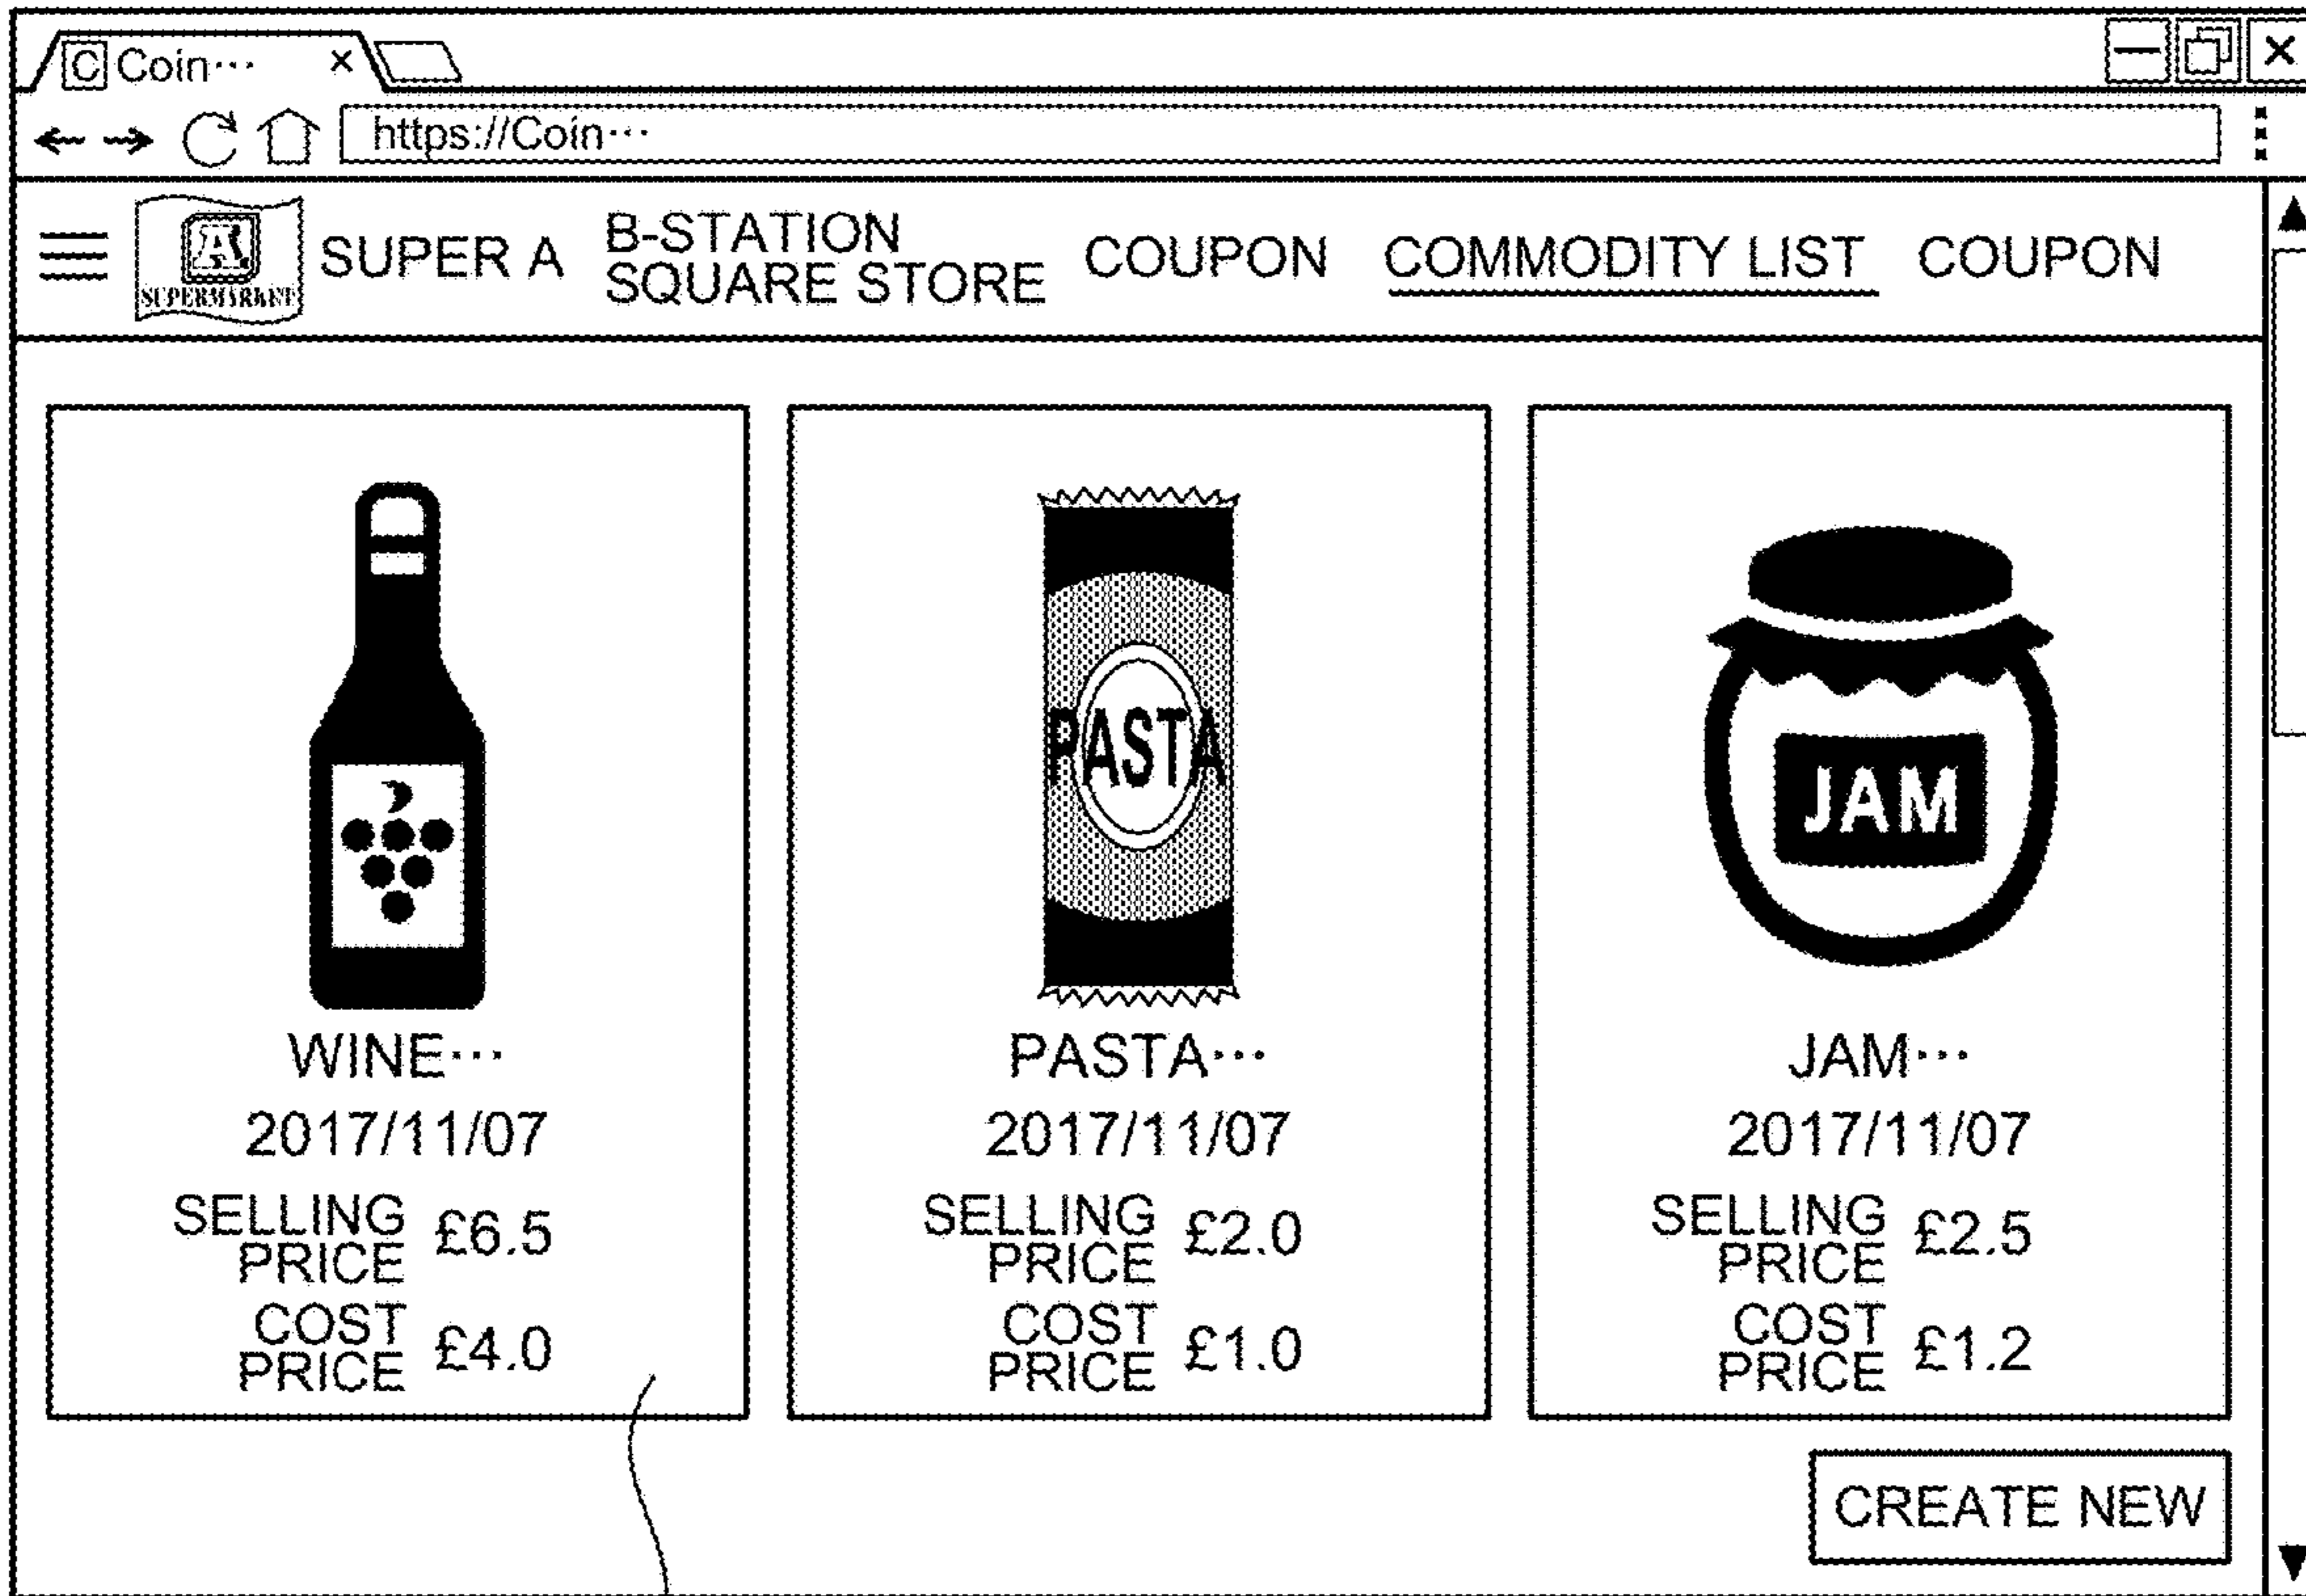 C Coin… ×
https://Coin…
A
SUPERMARKET
SUPER A
B-STATION
SQUARE STORE
COUPON
COMMODITY LIST
COUPON
PASTA
JAM
WINE…
2017/11/07
SELLING
PRICE £6.5
COST
PRICE £4.0
PASTA…
2017/11/07
SELLING
PRICE £2.0
COST
PRICE £1.0
JAM…
2017/11/07
SELLING
PRICE £2.5
COST
PRICE £1.2
CREATE NEW